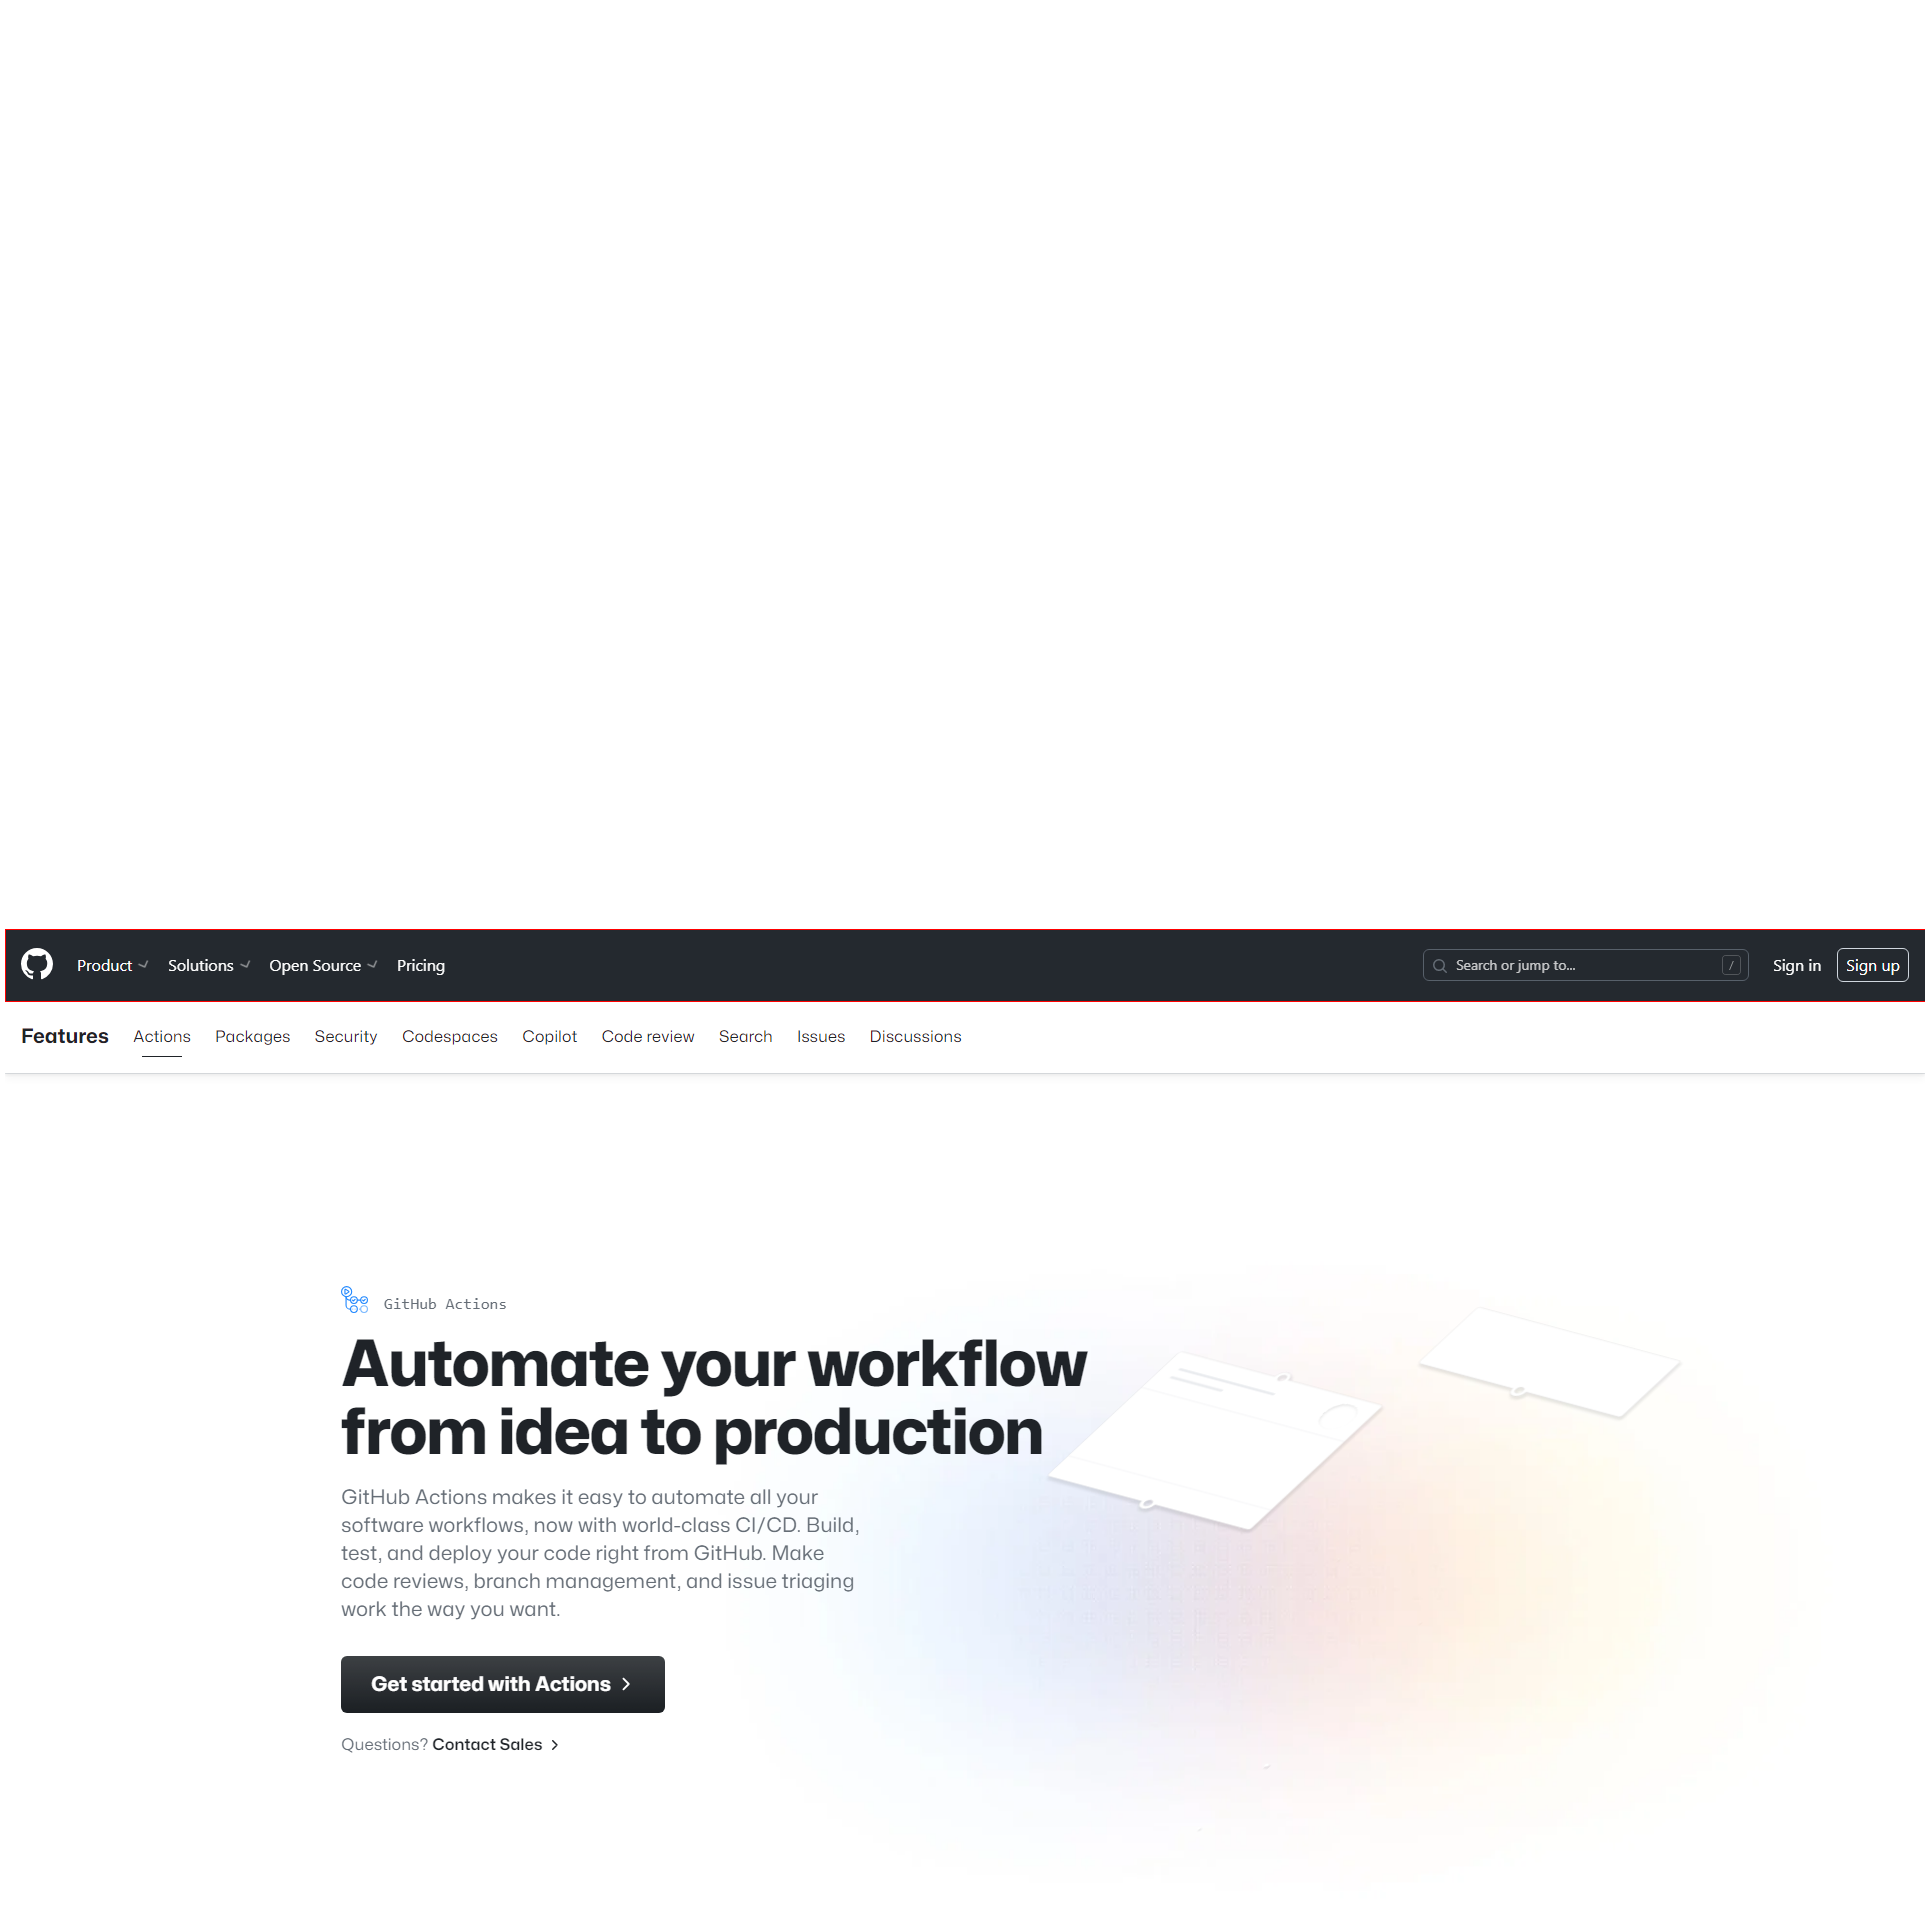 Product Solutions Open Source Pricing Search or jump to... / Sign in Sign up
Features Actions Packages Security Codespaces Copilot Code review Search Issues Discussions
GitHub Actions
Automate your workflow
from idea to production
GitHub Actions makes it easy to automate all your
software workflows, now with world-class CI/CD. Build,
test, and deploy your code right from GitHub. Make
code reviews, branch management, and issue triaging
work the way you want.
Get started with Actions
Questions? Contact Sales